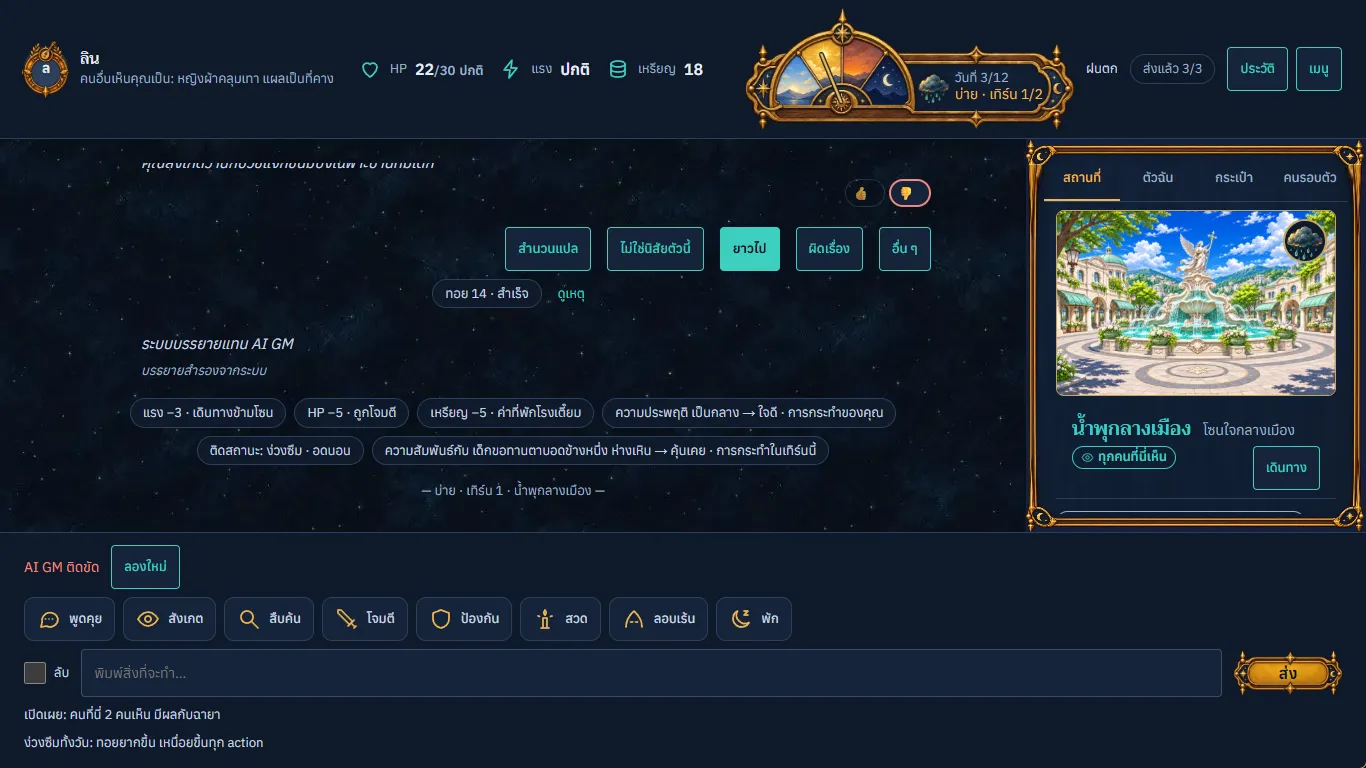 ล
ลิน
คนอื่นเห็นคุณเป็น: หญิงผ้าคลุมเทา แผลเป็นที่คาง
HP 22/30 ปกติ
แรง ปกติ
เหรียญ 18
วันที่ 3/12
บ่าย · เทิร์น 1/2
ฝนตก
ส่งแล้ว 3/3
ประวัติ
เมนู
สำนวนแปล
ไม่ใช่นิสัยตัวนี้
ยาวไป
ผิดเรื่อง
อื่น ๆ
ทอย 14 · สำเร็จ
ดูเหตุ
ระบบบรรยายแทน AI GM
บรรยายสำรองจากระบบ
แรง −3 · เดินทางข้ามโซน
HP −5 · ถูกโจมตี
เหรียญ −5 · ค่าที่พักโรงเตี๊ยม
ความประพฤติ เป็นกลาง → ใจดี · การกระทำของคุณ
ติดสถานะ: ง่วงซึม · อดนอน
ความสัมพันธ์กับ เด็กขอทานตาบอดข้างหนึ่ง ห่างเหิน → คุ้นเคย · การกระทำในเทิร์นนี้
— บ่าย · เทิร์น 1 · น้ำพุกลางเมือง —
สถานที่
ตัวฉัน
กระเป๋า
คนรอบตัว
น้ำพุกลางเมือง โซนใจกลางเมือง
ทุกคนที่นี่เห็น
เดินทาง
AI GM ติดขัด
ลองใหม่
พูดคุย
สังเกต
สืบค้น
โจมตี
ป้องกัน
สวด
ลอบเร้น
พัก
ลับ
พิมพ์สิ่งที่จะทำ...
ส่ง
เปิดเผย: คนที่นี่ 2 คนเห็น มีผลกับฉายา
ง่วงซึมทั้งวัน: ทอยยากขึ้น เหนื่อยขึ้นทุก action